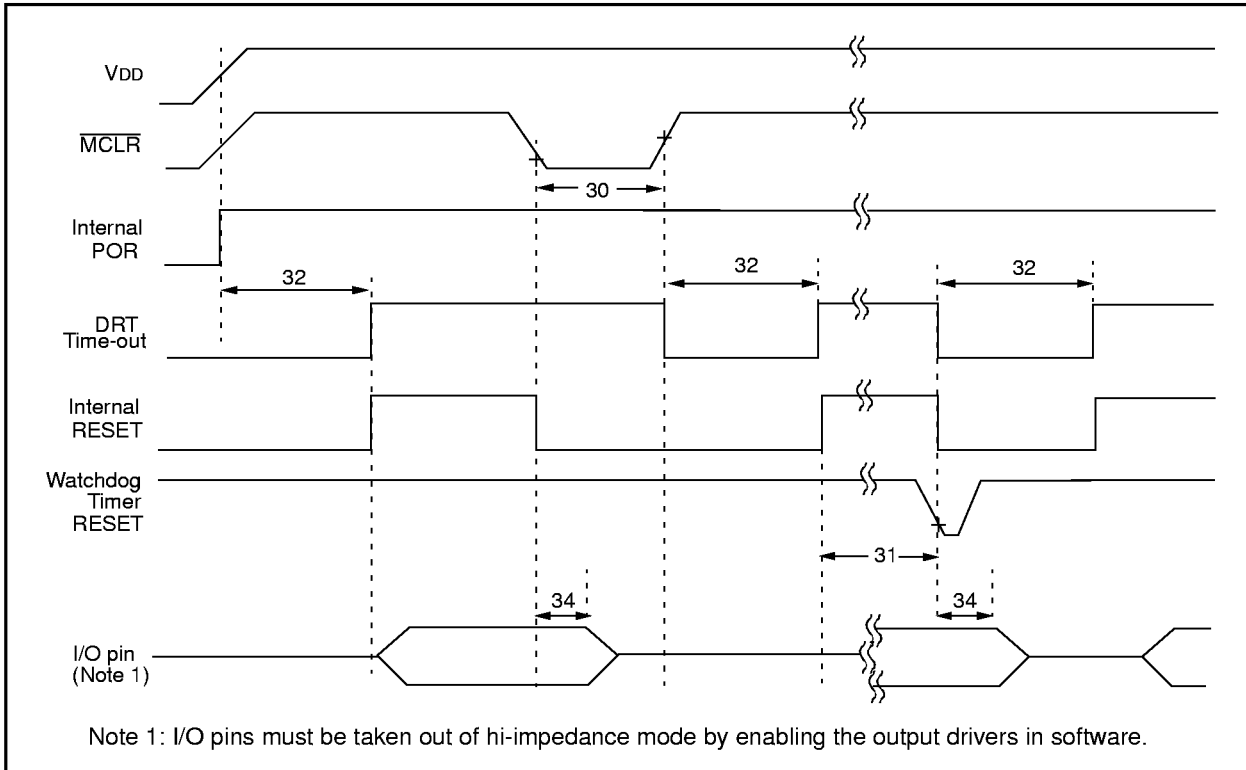 VDD
MCLR
30
Internal
POR
32
32
32
DRT
Time-out
Internal
RESET
Watchdog
Timer
RESET
31
34
34
I/O pin
(Note 1)
Note 1: I/O pins must be taken out of hi-impedance mode by enabling the output drivers in software.